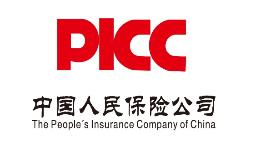 PICC
中国人民保险公司
The People's Insurance Company of China